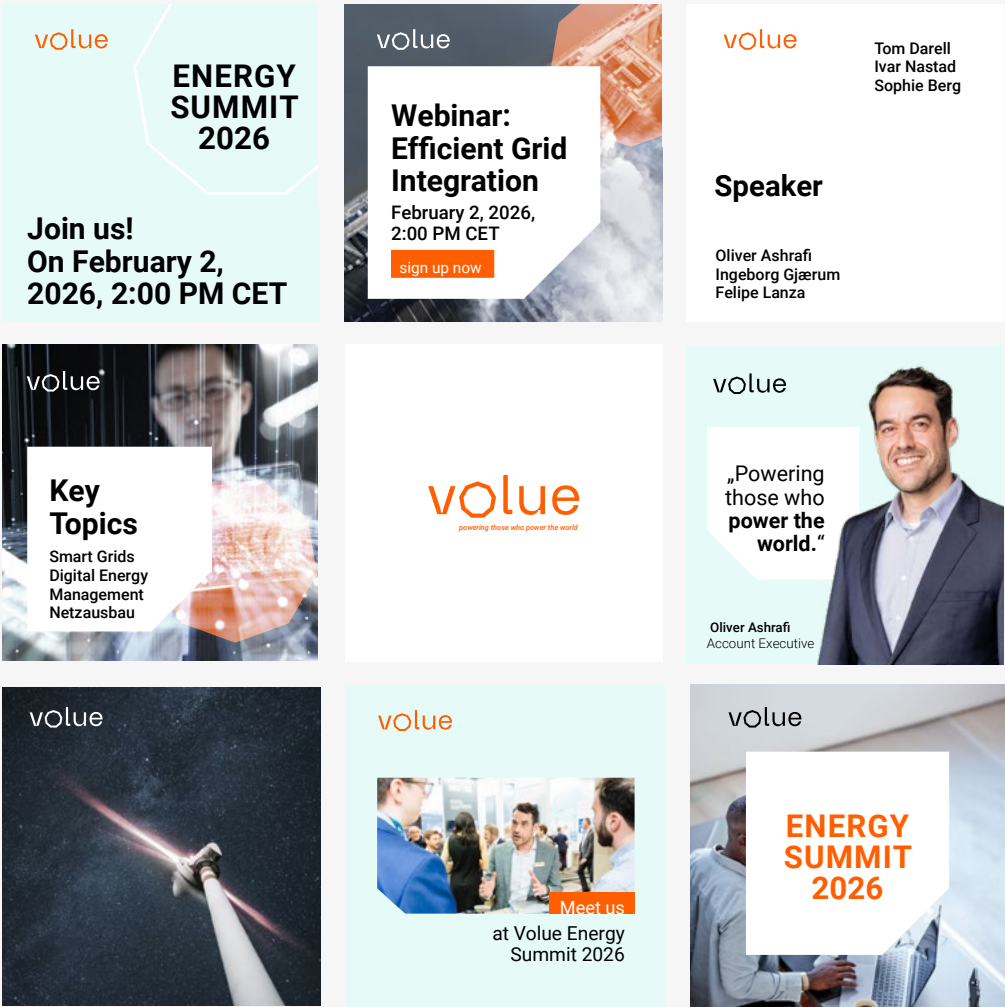 volue
ENERGY
SUMMIT
2026
Join us!
On February 2,
2026, 2:00 PM CET
volue
Webinar:
Efficient Grid
Integration
February 2, 2026,
2:00 PM CET
sign up now
volue
Tom Darell
Ivar Nastad
Sophie Berg
Speaker
Oliver Ashrafi
Ingeborg Gjærum
Felipe Lanza
volue
Key
Topics
Smart Grids
Digital Energy
Management
Netzausbau
volue
powering those who power the world
volue
„Powering
those who
power the
world.“
Oliver Ashrafi
Account Executive
volue
volue
Meet us
at Volue Energy
Summit 2026
volue
ENERGY
SUMMIT
2026